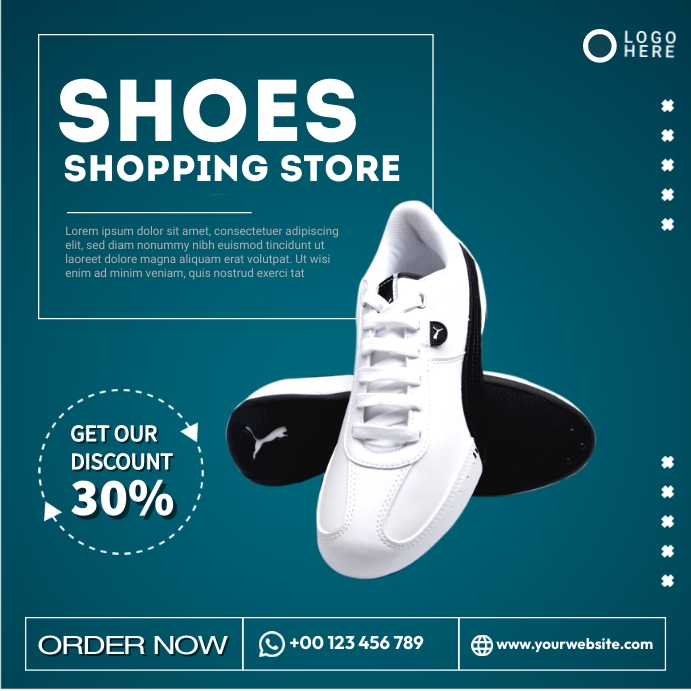 LOGO
HERE
SHOES
SHOPPING STORE
Lorem ipsum dolor sit amet, consectetuer adipiscing
elit, sed diam nonummy nibh euismod tincidunt ut
laoreet dolore magna aliquam erat volutpat. Ut wisi
enim ad minim veniam, quis nostrud exerci tat
GET OUR
DISCOUNT
30%
ORDER NOW
+00 123 456 789
www.yourwebsite.com